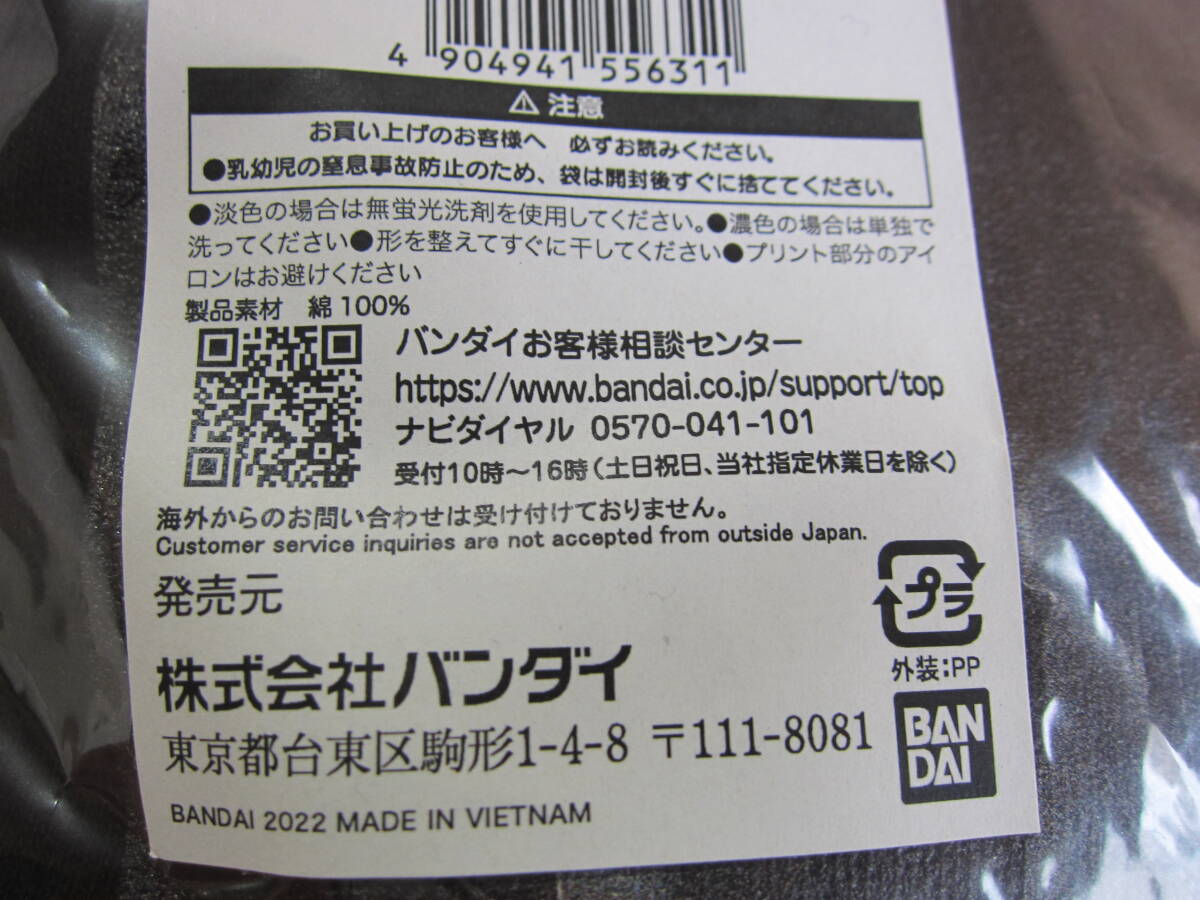 4 904941 556311
⚠ 注意
お買い上げのお客様へ 必ずお読みください。
●乳幼児の窒息事故防止のため、袋は開封後すぐに捨ててください。
●淡色の場合は無蛍光洗剤を使用してください。●濃色の場合は単独で
洗ってください●形を整えてすぐに干してください●プリント部分のアイ
ロンはお避けください
製品素材 綿100%
バンダイお客様相談センター
https://www.bandai.co.jp/support/top
ナビダイヤル 0570-041-101
受付10時～16時(土日祝日、当社指定休業日を除く)
海外からのお問い合わせは受け付けておりません。
Customer service inquiries are not accepted from outside Japan.
発売元
プラ
外装:PP
株式会社バンダイ
東京都台東区駒形1-4-8 〒111-8081
BAN
DAI
BANDAI 2022 MADE IN VIETNAM